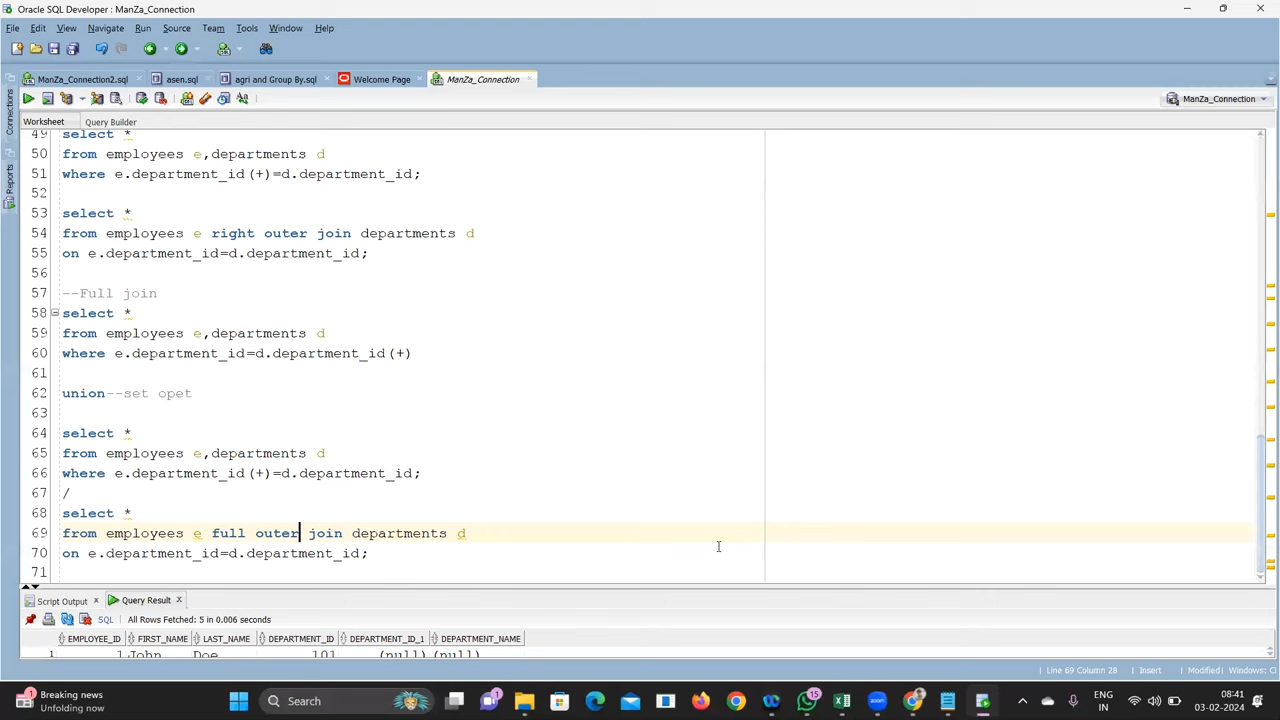 Oracle SQL Developer : ManZa_Connection
File Edit View Navigate Run Source Team Tools Window Help
ManZa_Connection2.sql asen.sql agri and Group By.sql Welcome Page ManZa_Connection
ManZa_Connection
Connections
Reports
Worksheet Query Builder
49 select *
50 from employees e,departments d
51 where e.department_id(+)=d.department_id;
52
53 select *
54 from employees e right outer join departments d
55 on e.department_id=d.department_id;
56
57 --Full join
58 select *
59 from employees e,departments d
60 where e.department_id=d.department_id(+)
61
62 union--set opet
63
64 select *
65 from employees e,departments d
66 where e.department_id(+)=d.department_id;
67 /
68 select *
69 from employees e full outer join departments d
70 on e.department_id=d.department_id;
71
Script Output Query Result
SQL All Rows Fetched: 5 in 0.006 seconds
EMPLOYEE_ID FIRST_NAME LAST_NAME DEPARTMENT_ID DEPARTMENT_ID_1 DEPARTMENT_NAME
1 1 John Doe 101 (null) (null)
Line 69 Column 28 Insert Modified Windows: C
1 Breaking news
Unfolding now
Search
1
15
ENG
IN
08:41
03-02-2024